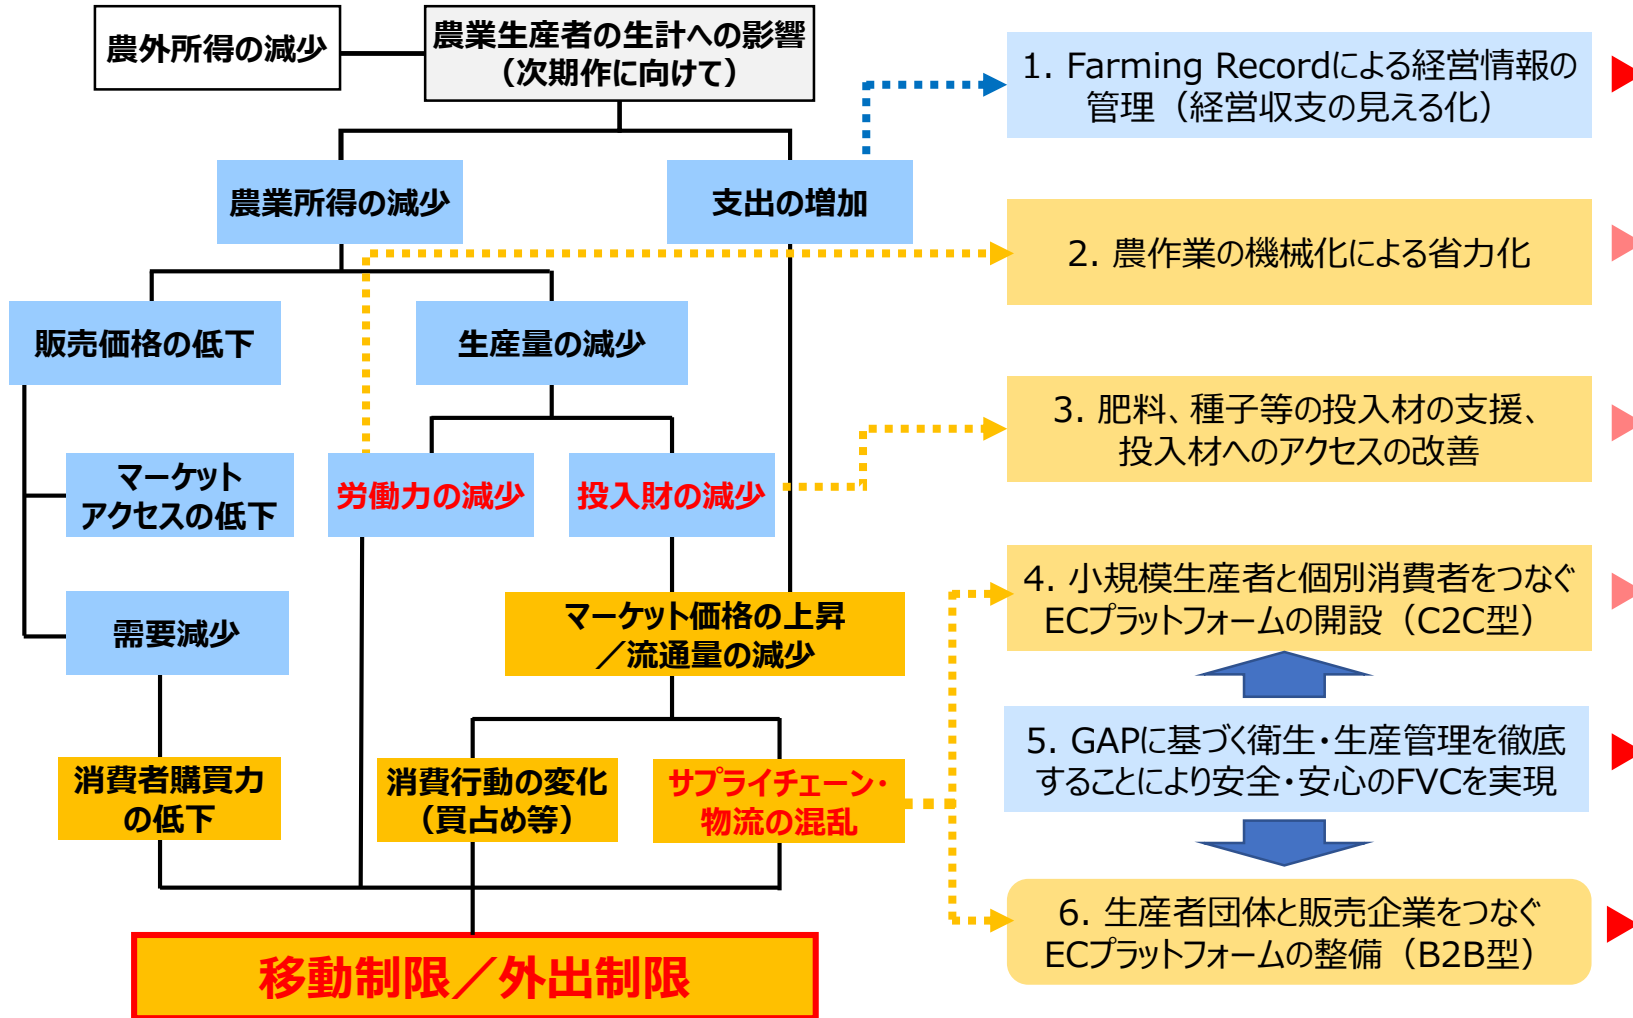 農外所得の減少
農業生産者の生計への影響
（次期作に向けて）
農業所得の減少
支出の増加
販売価格の低下
生産量の減少
マーケット
アクセスの低下
労働力の減少
投入財の減少
需要減少
マーケット価格の上昇
／流通量の減少
消費者購買力
の低下
消費行動の変化
（買占め等）
サプライチェーン・
物流の混乱
移動制限／外出制限
1. Farming Recordによる経営情報の
管理（経営収支の見える化）
2. 農作業の機械化による省力化
3. 肥料、種子等の投入材の支援、
投入材へのアクセスの改善
4. 小規模生産者と個別消費者をつなぐ
ECプラットフォームの開設（C2C型）
5. GAPに基づく衛生・生産管理を徹底
することにより安全・安心のFVCを実現
6. 生産者団体と販売企業をつなぐ
ECプラットフォームの整備（B2B型）